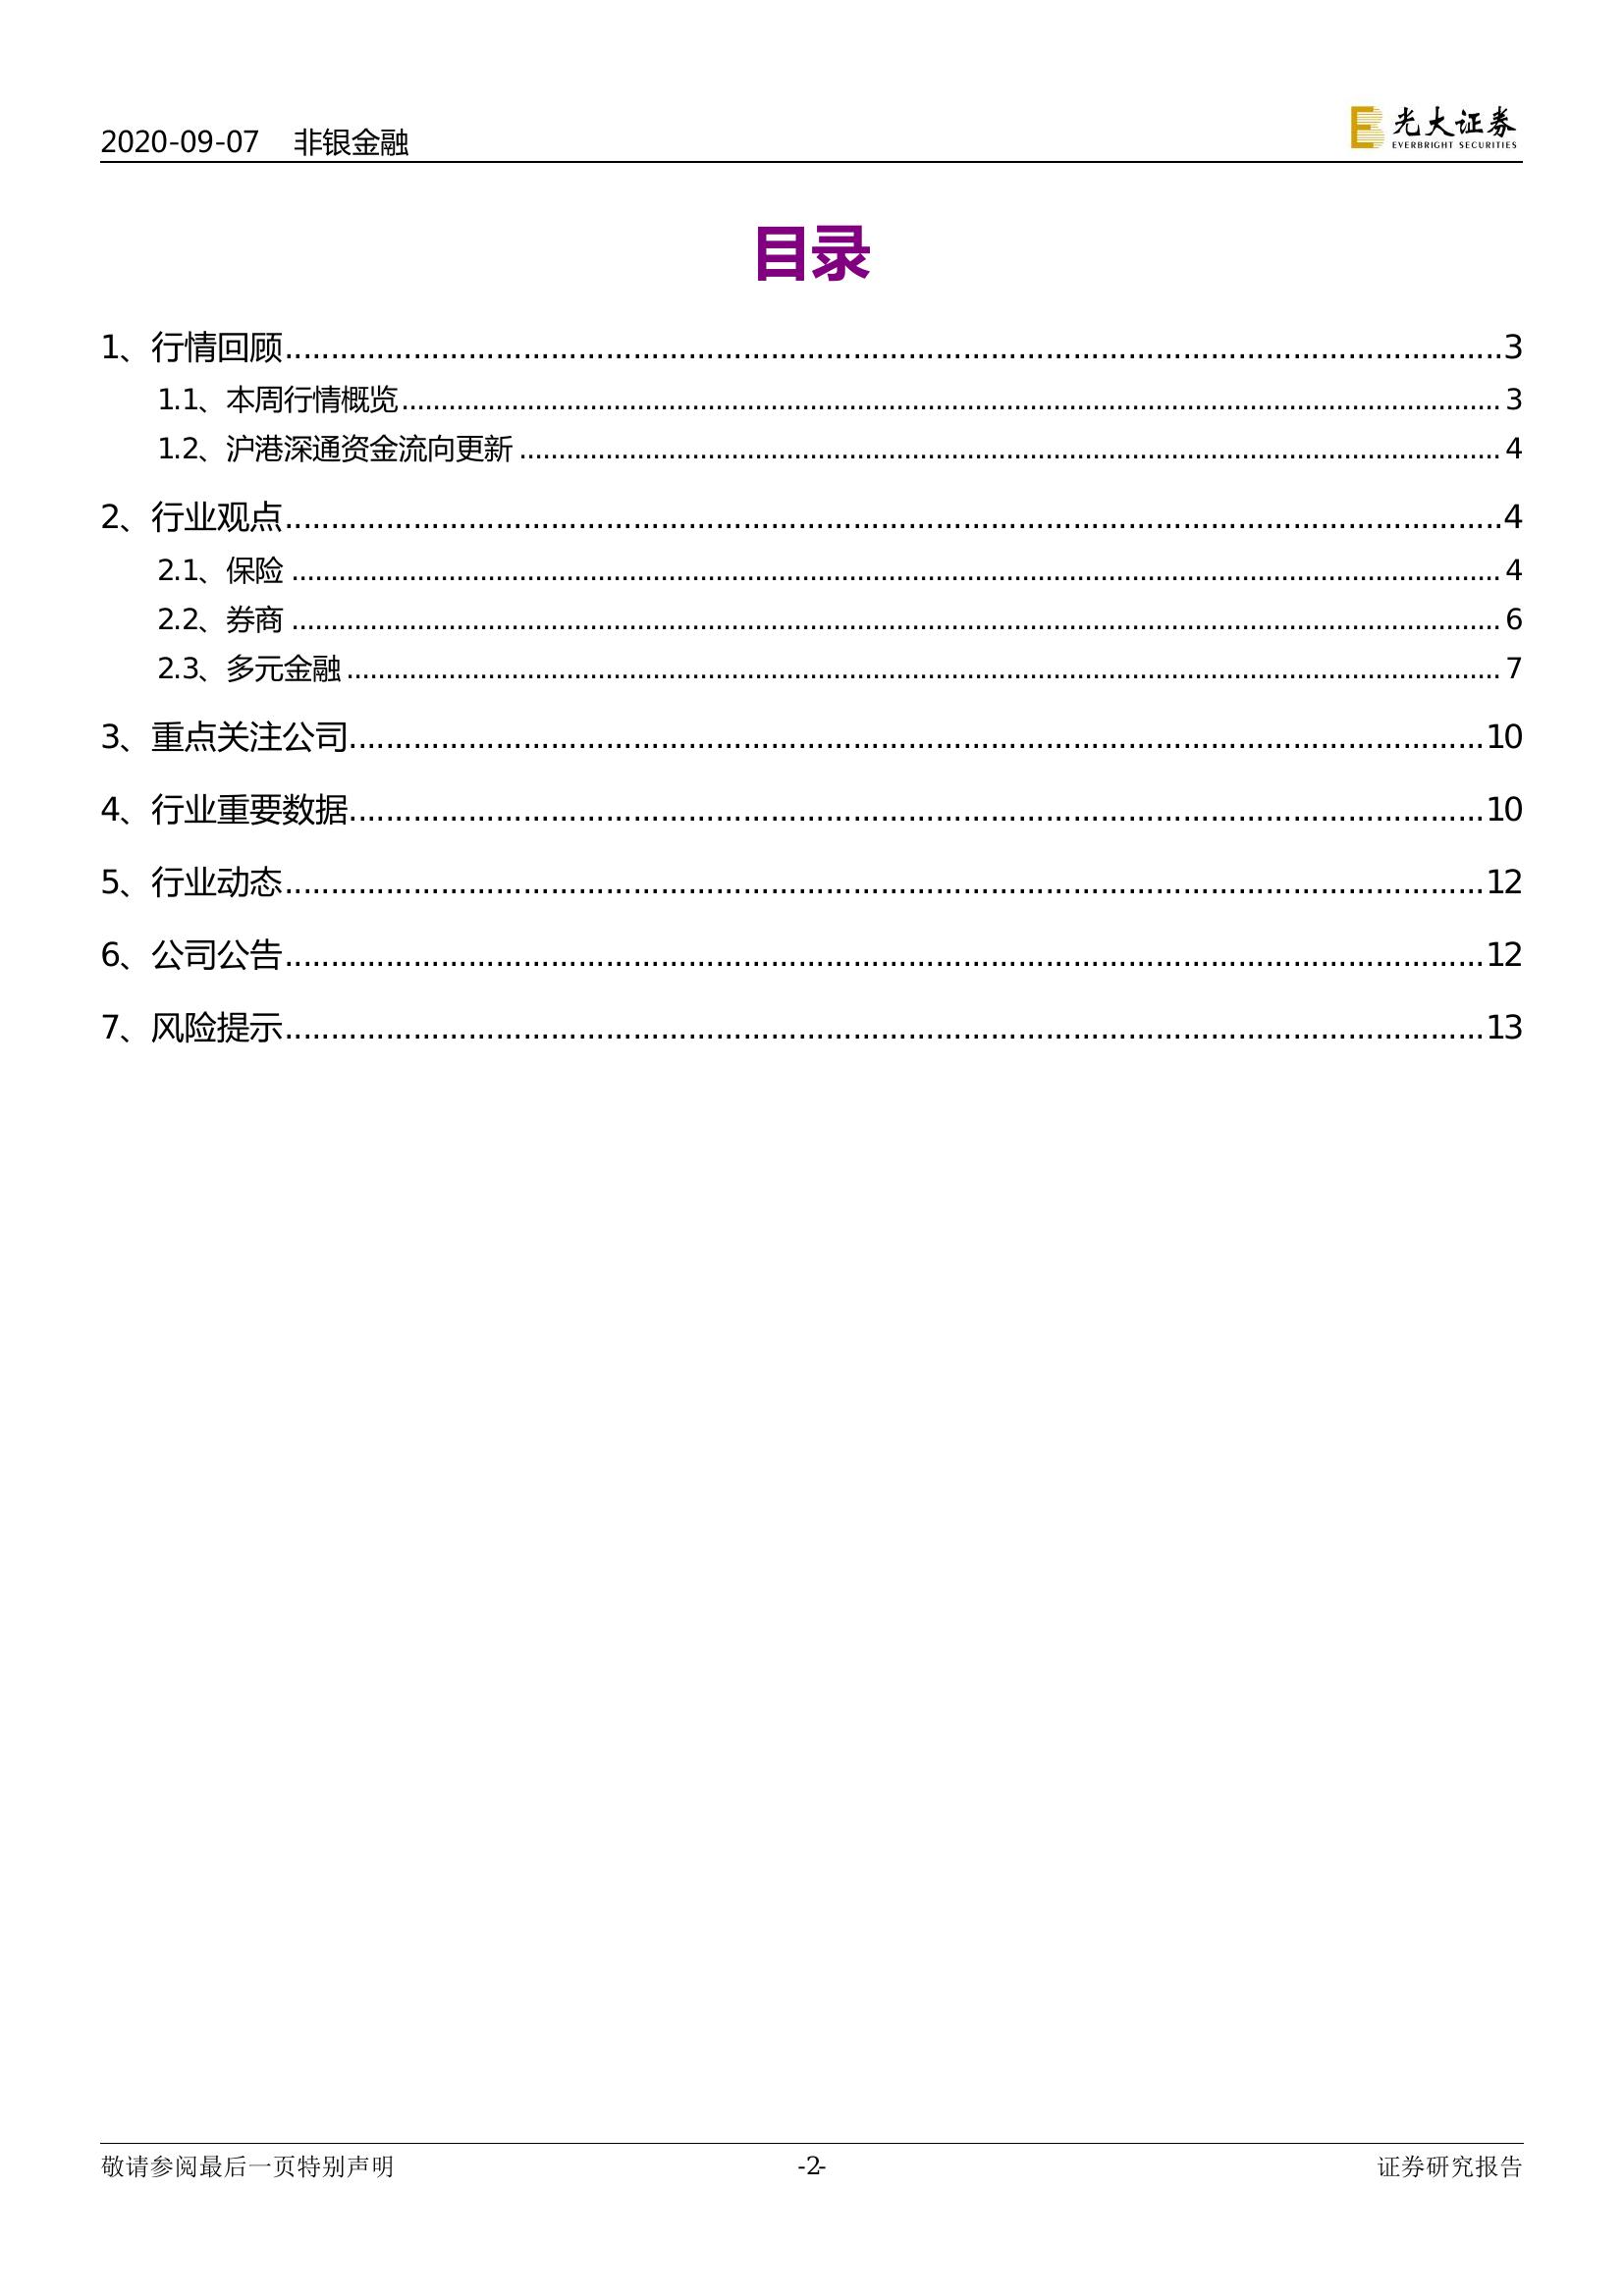 2020-09-07 非银金融
光大证券
EVERBRIGHT SECURITIES
目录
1、行情回顾........................................3
1.1、本周行情概览........................................3
1.2、沪港深通资金流向更新........................................4
2、行业观点........................................4
2.1、保险........................................4
2.2、券商........................................6
2.3、多元金融........................................7
3、重点关注公司........................................10
4、行业重要数据........................................10
5、行业动态........................................12
6、公司公告........................................12
7、风险提示........................................13
敬请参阅最后一页特别声明 -2- 证券研究报告